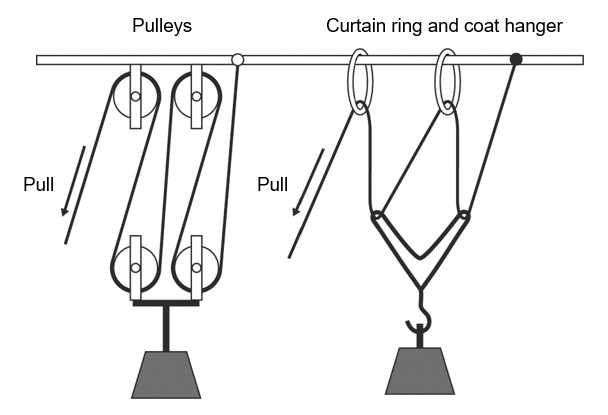 Pulleys
Curtain ring and coat hanger
Pull
Pull